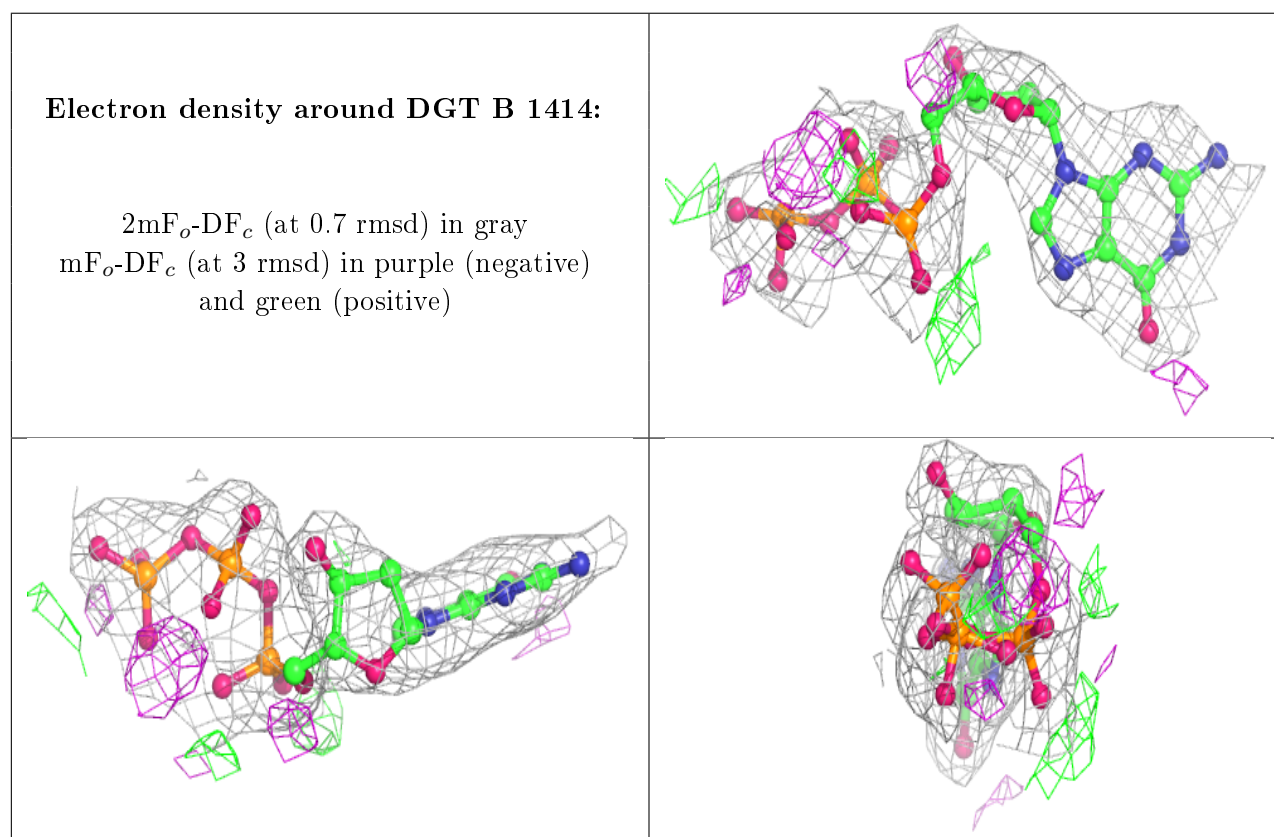 Electron density around DGT B 1414:
2mFₒ-DF𝒸 (at 0.7 rmsd) in gray
mFₒ-DF𝒸 (at 3 rmsd) in purple (negative)
and green (positive)